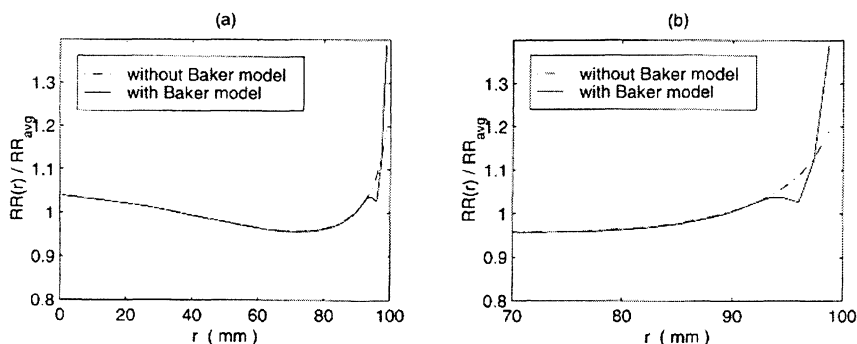 (a)
RR(r) / RR_avg
1.3
1.2
1.1
1
0.9
0.8
without Baker model
with Baker model
0
20
40
60
80
100
r ( mm )
(b)
RR(r) / RR_avg
1.3
1.2
1.1
1
0.9
0.8
without Baker model
with Baker model
70
80
90
100
r ( mm )